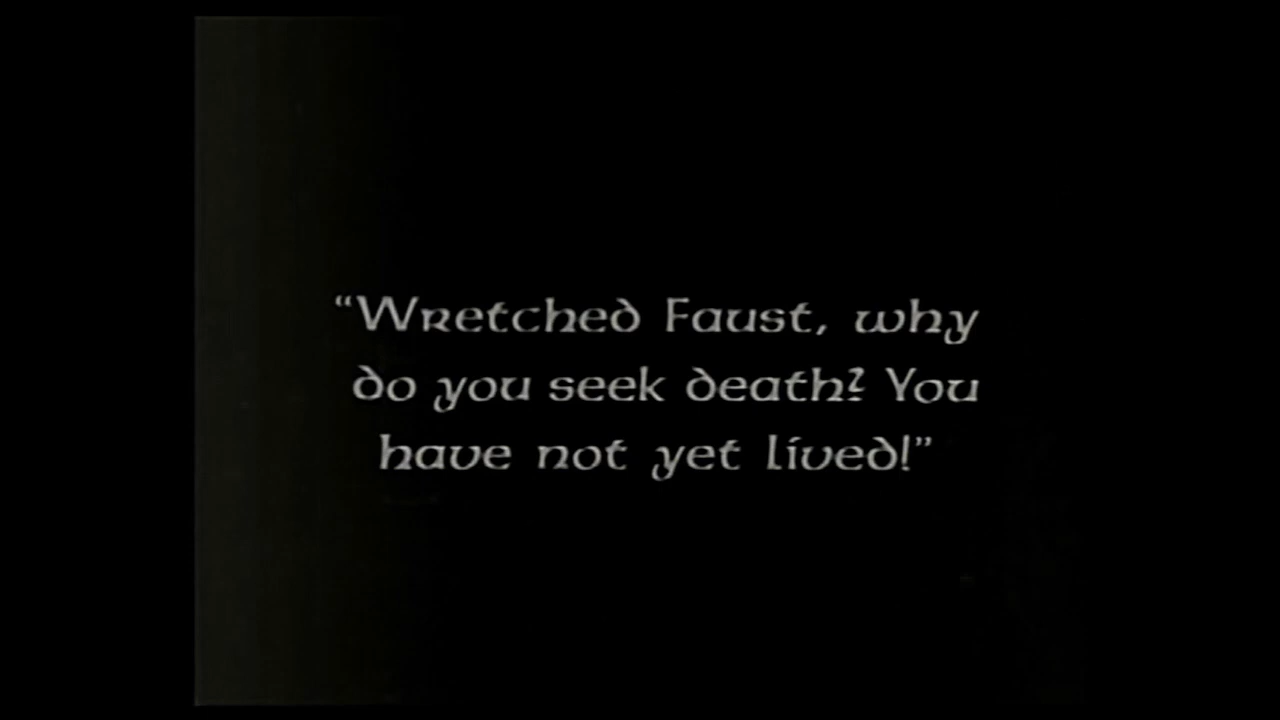 “Wretched Faust, why
do you seek death? You
have not yet lived!”